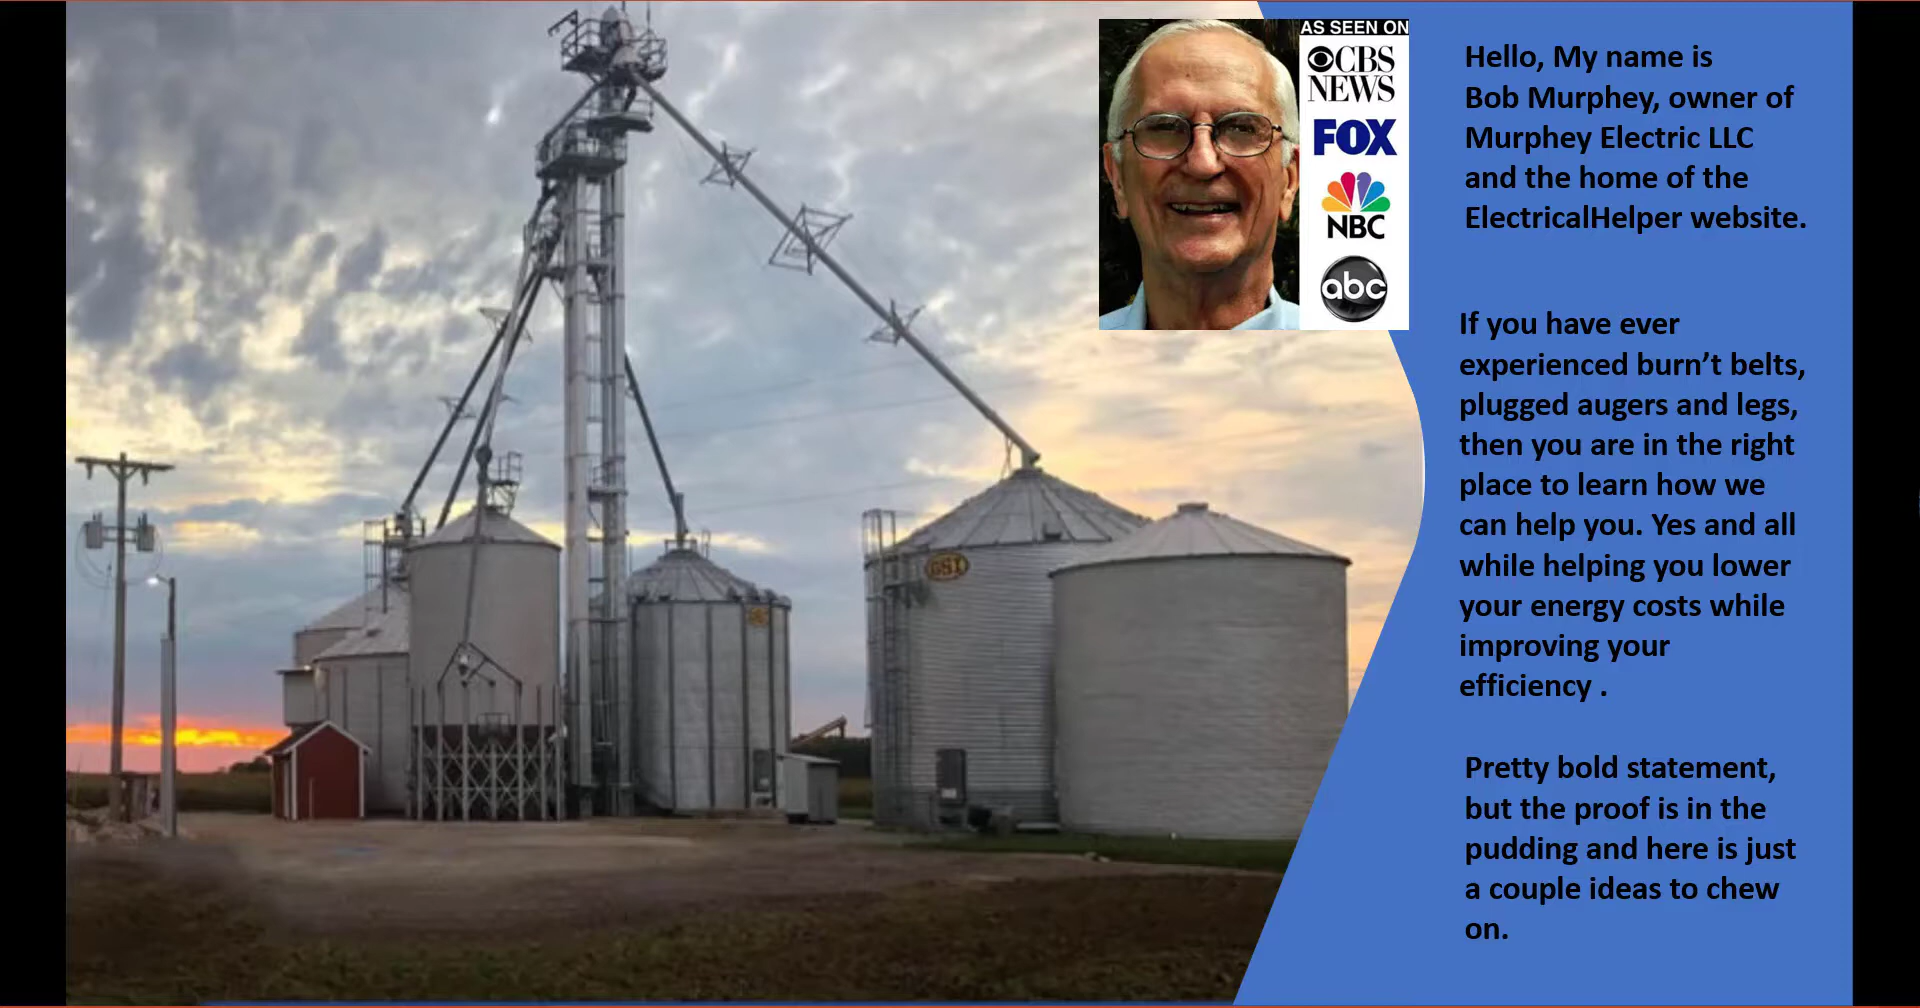 AS SEEN ON
CBS
NEWS
FOX
NBC
abc
Hello, My name is
Bob Murphey, owner of
Murphey Electric LLC
and the home of the
ElectricalHelper website.
If you have ever
experienced burn’t belts,
plugged augers and legs,
then you are in the right
place to learn how we
can help you. Yes and all
while helping you lower
your energy costs while
improving your
efficiency .
Pretty bold statement,
but the proof is in the
pudding and here is just
a couple ideas to chew
on.
GSI